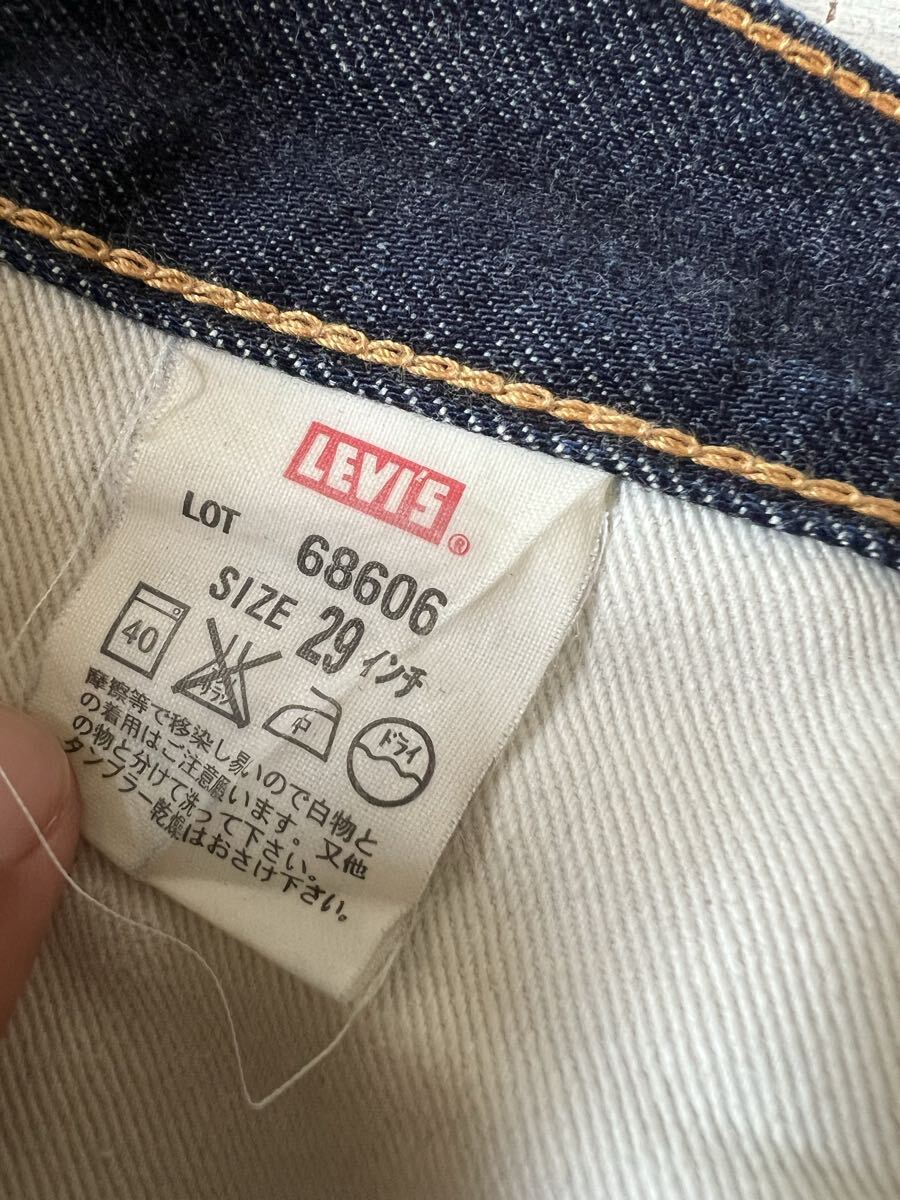 LEVI'S®
LOT 68606
SIZE 29 インチ
40
中
ドライ
摩擦等で移染し易いので白物と
の着用はご注意願います。又他
の物と分けて洗って下さい。
タンブラー乾燥はおさけ下さい。